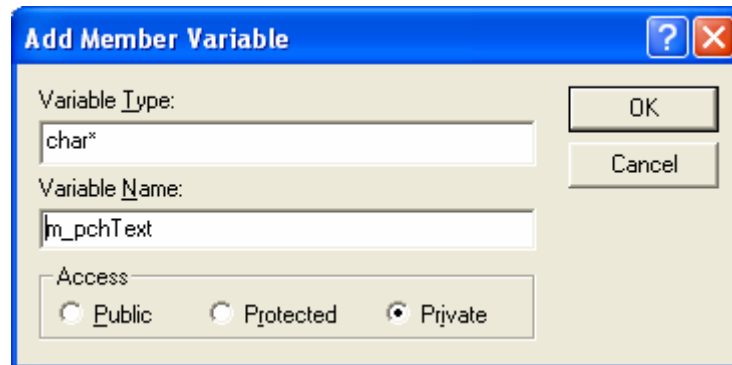 Add Member Variable
Variable Type:
char*
Variable Name:
m_pchText
Access
Public Protected Private
OK
Cancel